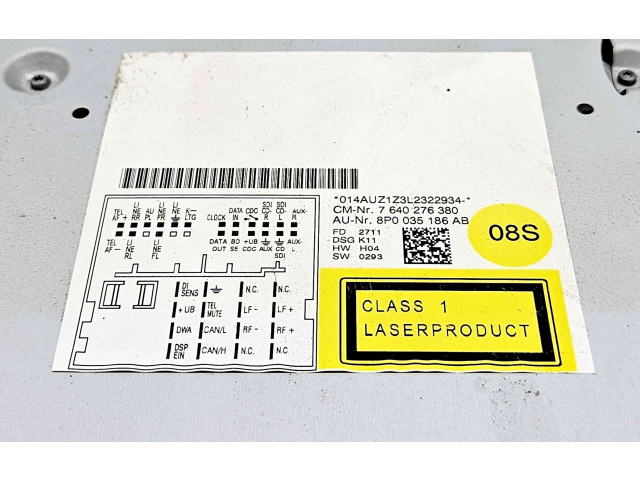 *014AUZ1Z3L2322934-*
CM-Nr. 7 640 276 380
AU-Nr. 8P0 035 186 AB
FD 2711
DSG K11
HW H04
SW 0293
08S
CLASS 1
LASERPRODUCT
TEL AF+ LI NE RR AU PL LI NE FR LI NE K- LTG
CLOCK DATA IN CDC SDI CD- R SDI CD- L AUX- R
TEL AF- LI NE RL LI NE FL
DATA OUT BD SE +UB CDC AUX CD SDI AUX- L
DI SENS N.C. N.C.
+UB TEL MUTE LF- LF+
DWA CAN/L RF- RF+
DSP EIN CAN/H N.C. N.C.